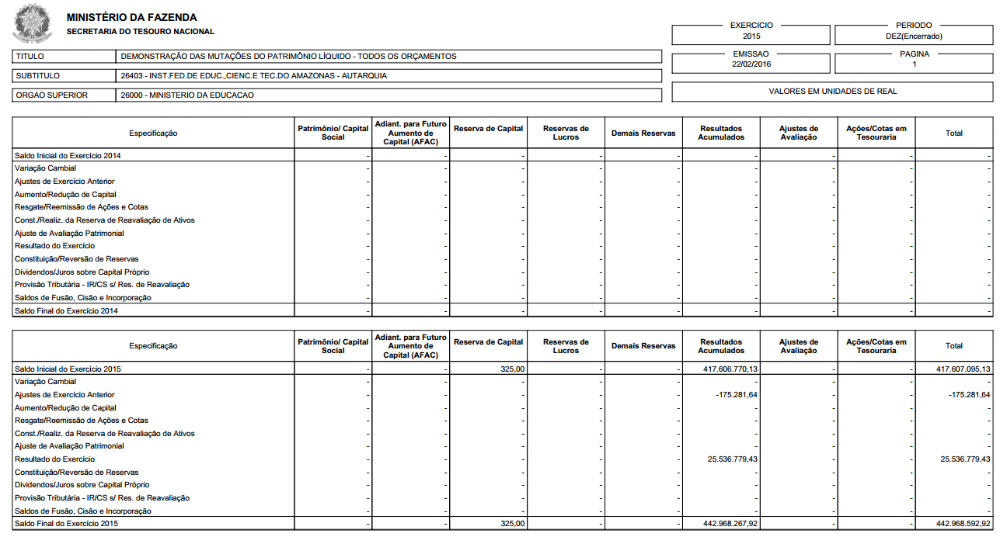 MINISTÉRIO DA FAZENDA
SECRETARIA DO TESOURO NACIONAL
EXERCICIO
2015
PERIODO
DEZ(Encerrado)
TITULO DEMONSTRAÇÃO DAS MUTAÇÕES DO PATRIMÔNIO LÍQUIDO - TODOS OS ORÇAMENTOS
EMISSAO
22/02/2016
PAGINA
1
SUBTITULO 26403 - INST.FED.DE EDUC.,CIENC.E TEC.DO AMAZONAS - AUTARQUIA
ORGAO SUPERIOR 26000 - MINISTERIO DA EDUCACAO
VALORES EM UNIDADES DE REAL
Especificação
Patrimônio/ Capital
Social
Adiant. para Futuro
Aumento de
Capital (AFAC)
Reserva de Capital
Reservas de
Lucros
Demais Reservas
Resultados
Acumulados
Ajustes de
Avaliação
Ações/Cotas em
Tesouraria
Total
Saldo Inicial do Exercício 2014 - - - - - - - - -
Variação Cambial - - - - - - - - -
Ajustes de Exercício Anterior - - - - - - - - -
Aumento/Redução de Capital - - - - - - - - -
Resgate/Reemissão de Ações e Cotas - - - - - - - - -
Const./Realiz. da Reserva de Reavaliação de Ativos - - - - - - - - -
Ajuste de Avaliação Patrimonial - - - - - - - - -
Resultado do Exercício - - - - - - - - -
Constituição/Reversão de Reservas - - - - - - - - -
Dividendos/Juros sobre Capital Próprio - - - - - - - - -
Provisão Tributária - IR/CS s/ Res. de Reavaliação - - - - - - - - -
Saldos de Fusão, Cisão e Incorporação - - - - - - - - -
Saldo Final do Exercício 2014 - - - - - - - - -
Especificação
Patrimônio/ Capital
Social
Adiant. para Futuro
Aumento de
Capital (AFAC)
Reserva de Capital
Reservas de
Lucros
Demais Reservas
Resultados
Acumulados
Ajustes de
Avaliação
Ações/Cotas em
Tesouraria
Total
Saldo Inicial do Exercício 2015 - - 325,00 - - 417.606.770,13 - - 417.607.095,13
Variação Cambial - - - - - - - - -
Ajustes de Exercício Anterior - - - - - -175.281,64 - - -175.281,64
Aumento/Redução de Capital - - - - - - - - -
Resgate/Reemissão de Ações e Cotas - - - - - - - - -
Const./Realiz. da Reserva de Reavaliação de Ativos - - - - - - - - -
Ajuste de Avaliação Patrimonial - - - - - - - - -
Resultado do Exercício - - - - - 25.536.779,43 - - 25.536.779,43
Constituição/Reversão de Reservas - - - - - - - - -
Dividendos/Juros sobre Capital Próprio - - - - - - - - -
Provisão Tributária - IR/CS s/ Res. de Reavaliação - - - - - - - - -
Saldos de Fusão, Cisão e Incorporação - - - - - - - - -
Saldo Final do Exercício 2015 - - 325,00 - - 442.968.267,92 - - 442.968.592,92